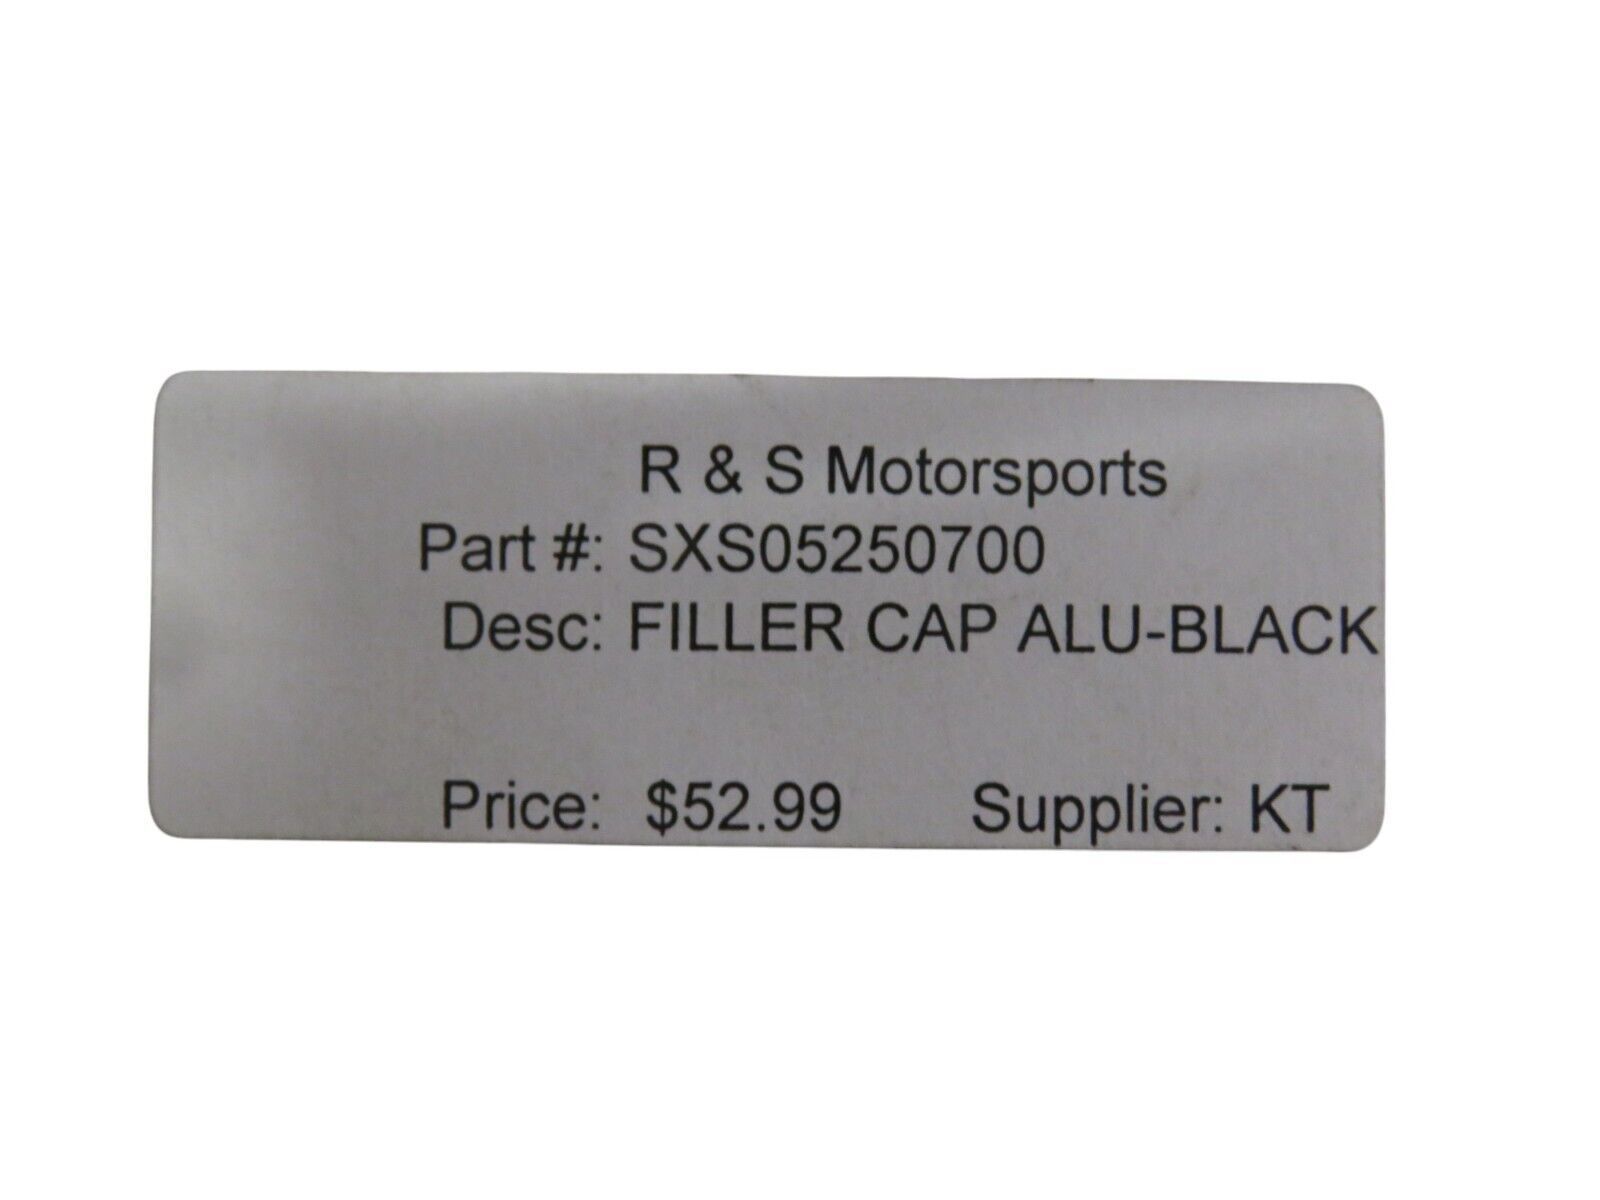 R & S Motorsports
Part #: SXS05250700
Desc: FILLER CAP ALU-BLACK
Price: $52.99 Supplier: KT